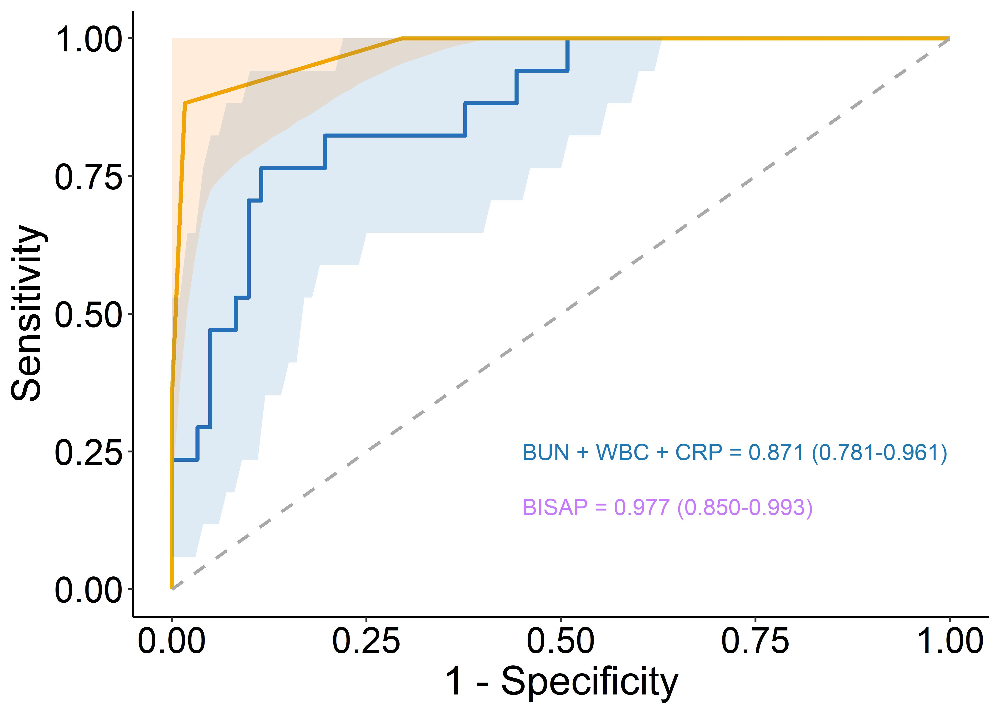 Sensitivity
1.00
0.75
0.50
0.25
0.00
BUN + WBC + CRP = 0.871 (0.781-0.961)
BISAP = 0.977 (0.850-0.993)
0.00 0.25 0.50 0.75 1.00
1 - Specificity